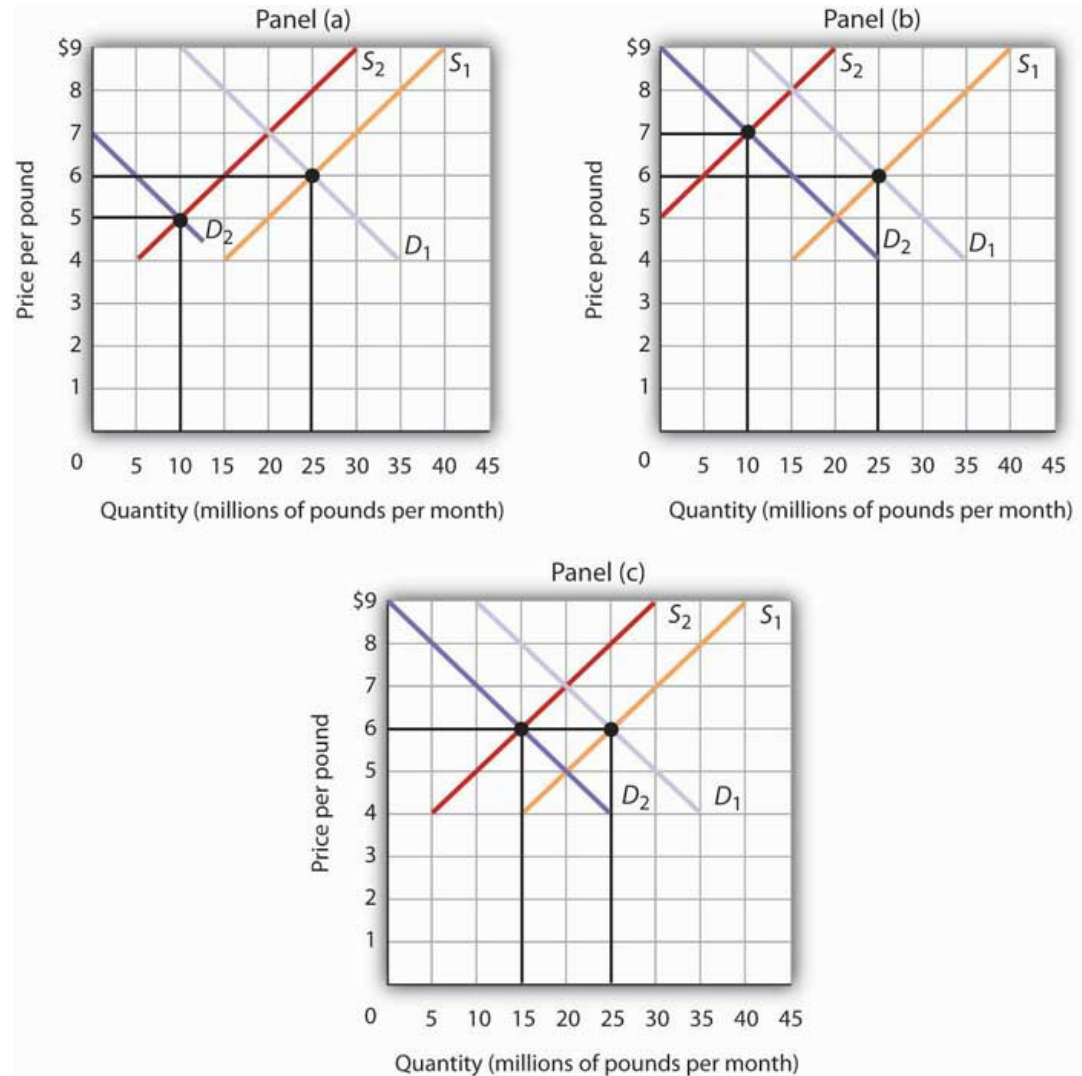 Panel (a)
$9
8
7
6
5
4
3
2
1
0
5 10 15 20 25 30 35 40 45
S2
S1
D2
D1
Price per pound
Quantity (millions of pounds per month)
Panel (b)
$9
8
7
6
5
4
3
2
1
0
5 10 15 20 25 30 35 40 45
S2
S1
D2
D1
Price per pound
Quantity (millions of pounds per month)
Panel (c)
$9
8
7
6
5
4
3
2
1
0
5 10 15 20 25 30 35 40 45
S2
S1
D2
D1
Price per pound
Quantity (millions of pounds per month)